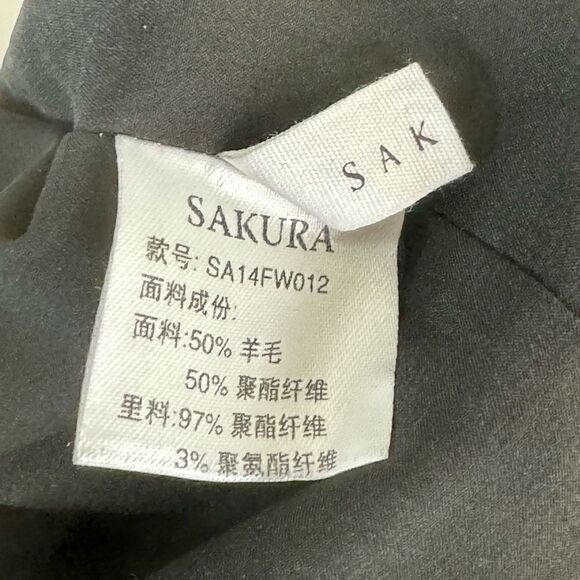 SAK
SAKURA
款号: SA14FW012
面料成份:
面料:50% 羊毛
50% 聚酯纤维
里料:97% 聚酯纤维
3% 聚氨酯纤维